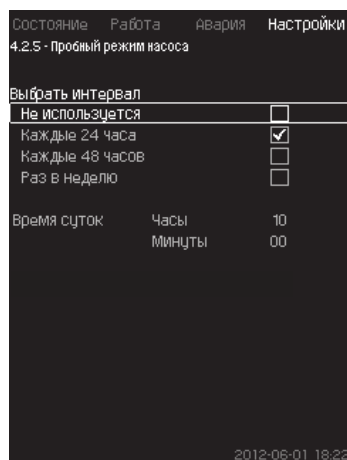 Состояние Работа Авария Настройки
4.2.5 - Пробный режим насоса
Выбрать интервал
Не используется
Каждые 24 часа
Каждые 48 часов
Раз в неделю
Время суток Часы 10
Минуты 00
2012-06-01 18:22